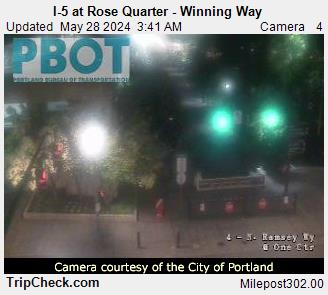 I-5 at Rose Quarter - Winning Way
Updated May 28 2024 3:41 AM Camera 4
PBOT
PORTLAND BUREAU OF TRANSPORTATION
4 - N. Ramsey Wy
@ One Ctr
Camera courtesy of the City of Portland
TripCheck.com Milepost302.00